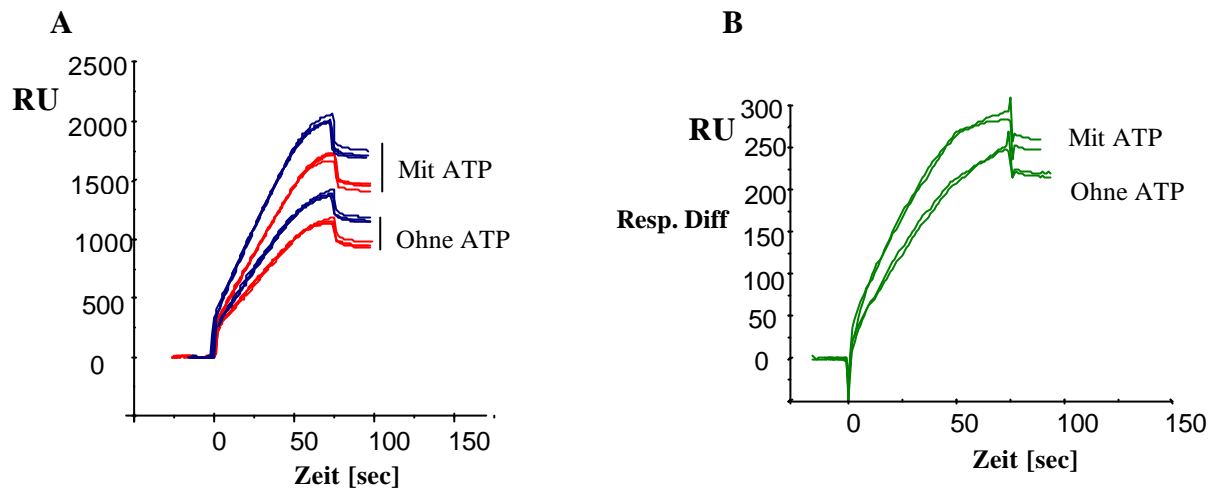 A
RU
2500
2000
1500
1000
500
0
Mit ATP
Ohne ATP
0 50 100 150
Zeit [sec]
B
RU
Resp. Diff
300
250
200
150
100
50
0
Mit ATP
Ohne ATP
0 50 100 150
Zeit [sec]